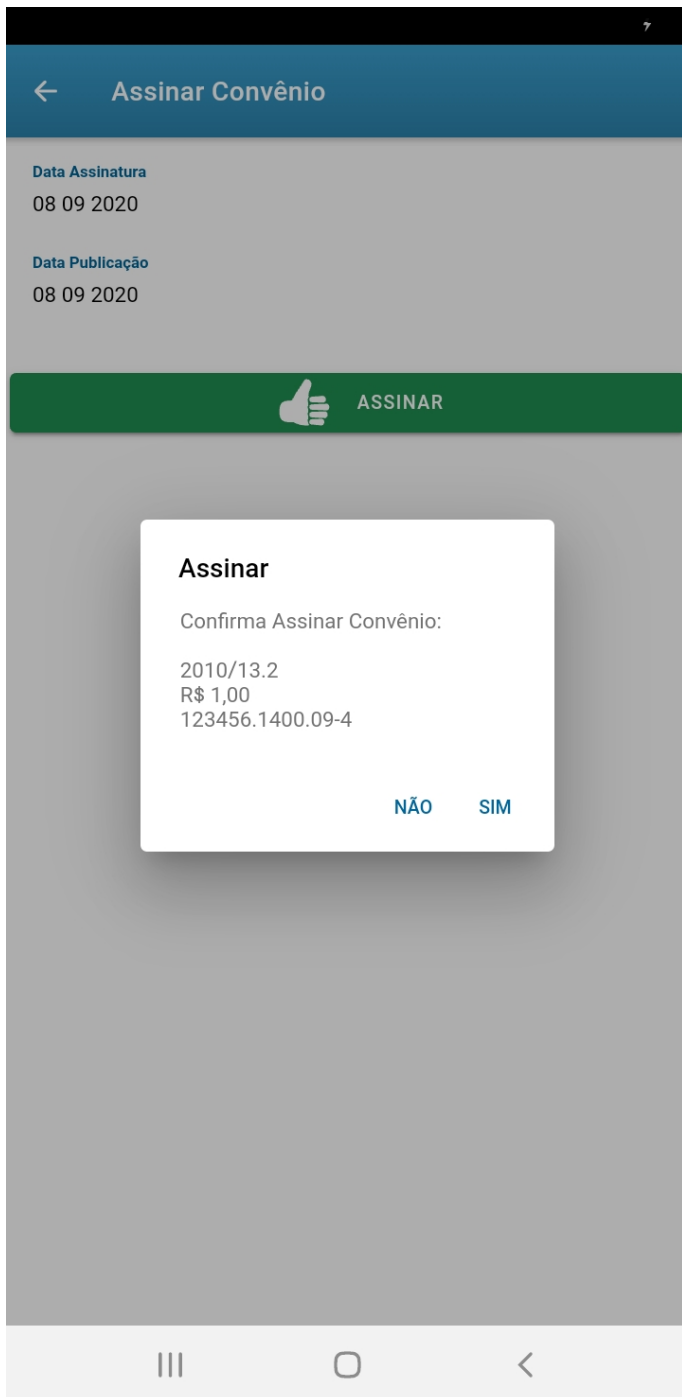 Assinar Convênio
Data Assinatura
08 09 2020
Data Publicação
08 09 2020
ASSINAR
Assinar
Confirma Assinar Convênio:
2010/13.2
R$ 1,00
123456.1400.09-4
NÃO SIM